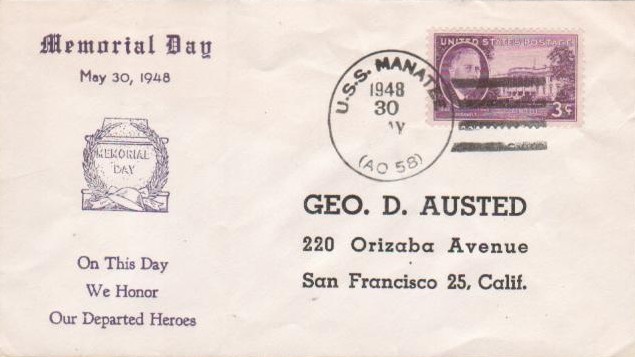 Memorial Day
May 30, 1948
MEMORIAL
DAY
On This Day
We Honor
Our Departed Heroes
U.S.S. MANATEE
1948
30
(AO 58)
UNITED STATES POSTAGE
3¢
GEO. D. AUSTED
220 Orizaba Avenue
San Francisco 25, Calif.